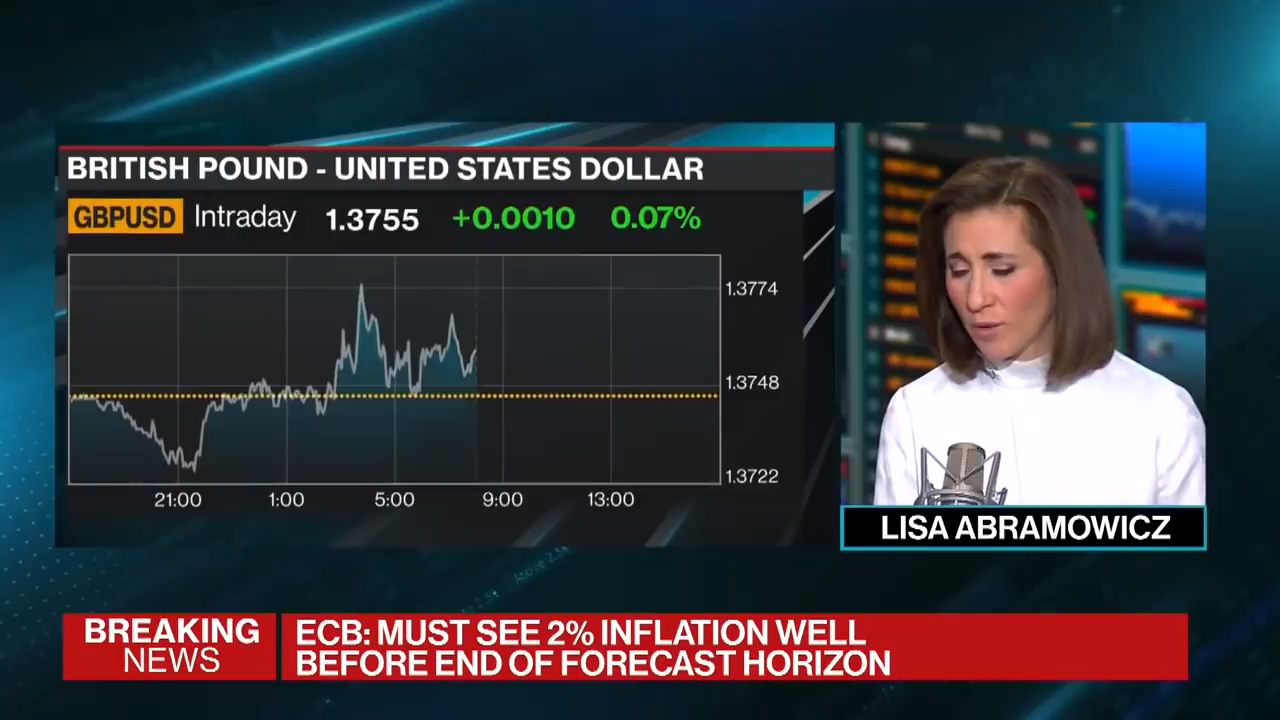 BRITISH POUND - UNITED STATES DOLLAR
GBPUSD Intraday 1.3755 +0.0010 0.07%
1.3774
1.3748
1.3722
21:00 1:00 5:00 9:00 13:00
LISA ABRAMOWICZ
BREAKING
NEWS
ECB: MUST SEE 2% INFLATION WELL
BEFORE END OF FORECAST HORIZON